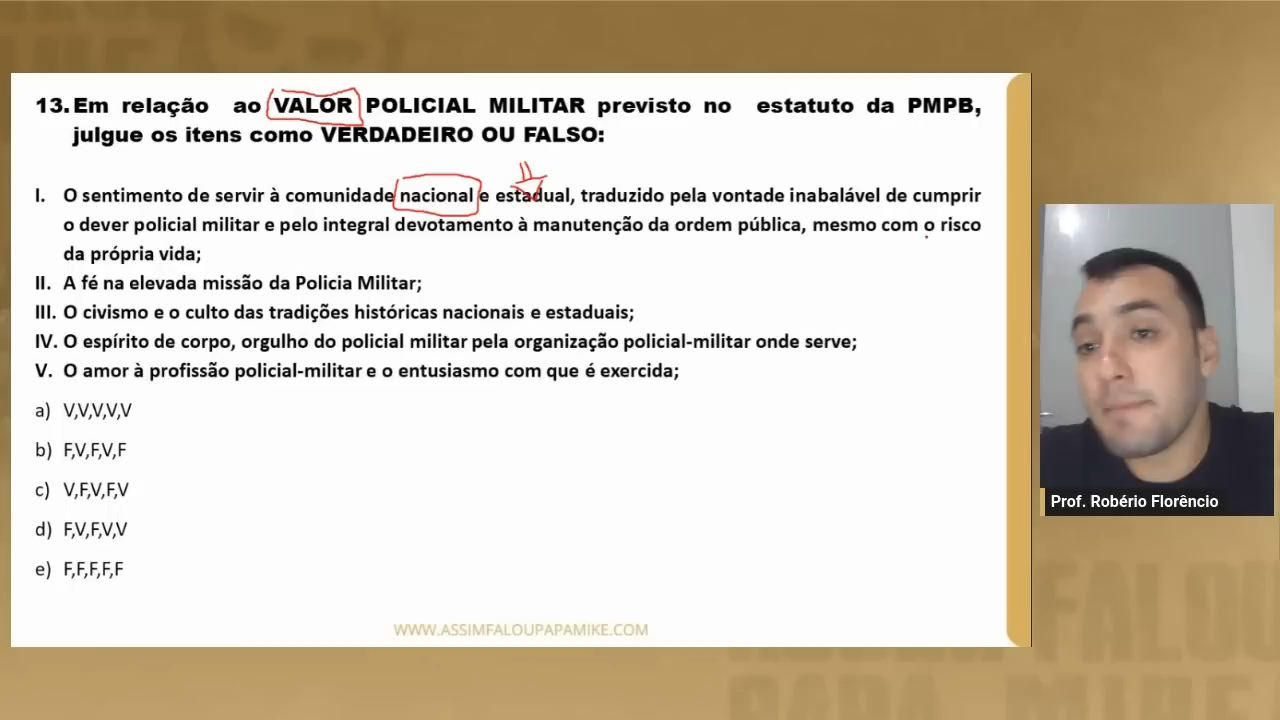 13. Em relação ao VALOR POLICIAL MILITAR previsto no estatuto da PMPB,
julgue os itens como VERDADEIRO OU FALSO:
I. O sentimento de servir à comunidade nacional e estadual, traduzido pela vontade inabalável de cumprir
o dever policial militar e pelo integral devotamento à manutenção da ordem pública, mesmo com o risco
da própria vida;
II. A fé na elevada missão da Policia Militar;
III. O civismo e o culto das tradições históricas nacionais e estaduais;
IV. O espírito de corpo, orgulho do policial militar pela organização policial-militar onde serve;
V. O amor à profissão policial-militar e o entusiasmo com que é exercida;
a) V,V,V,V,V
b) F,V,F,V,F
c) V,F,V,F,V
d) F,V,F,V,V
e) F,F,F,F,F
WWW.ASSIMFALOUPAPAMIKE.COM
Prof. Robério Florêncio